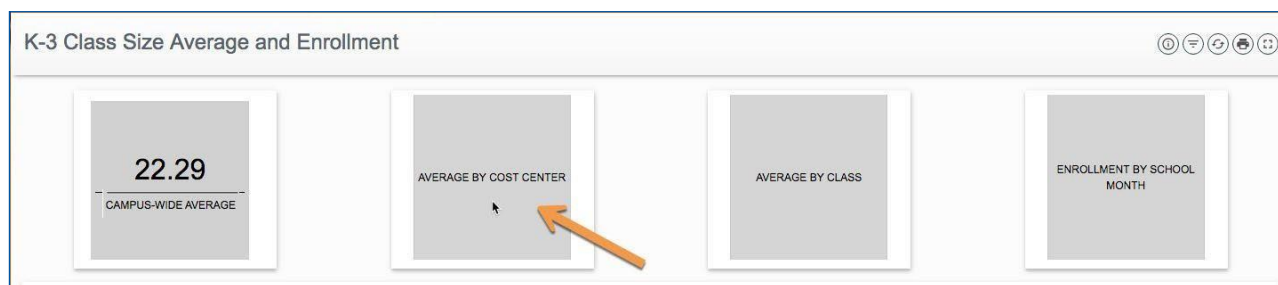 K-3 Class Size Average and Enrollment
22.29
CAMPUS-WIDE AVERAGE
AVERAGE BY COST CENTER
AVERAGE BY CLASS
ENROLLMENT BY SCHOOL
MONTH